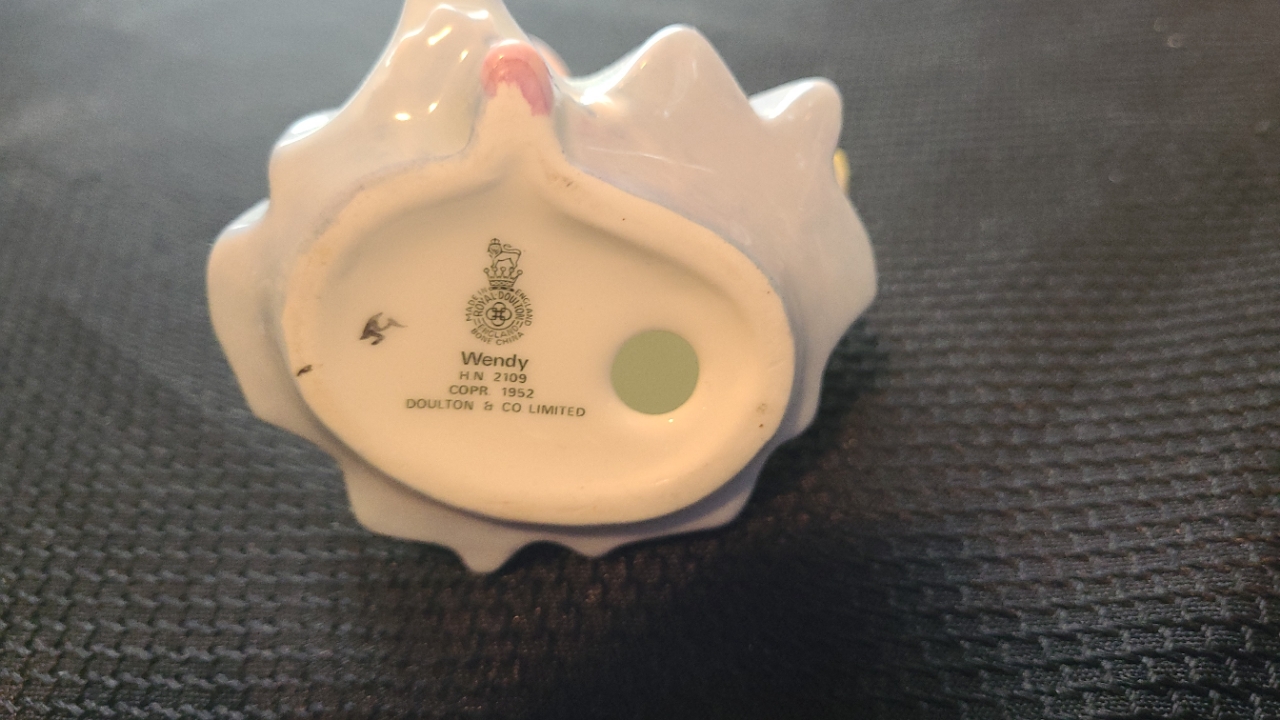 MADE IN ENGLAND
ROYAL DOULTON
ENGLAND
BONE CHINA
Wendy
H.N. 2109
COPR. 1952
DOULTON & CO LIMITED